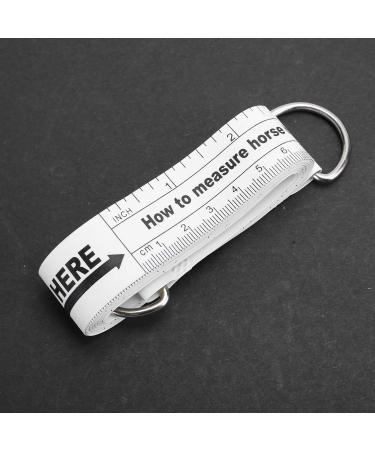 HERE
INCH 1 2
How to measure horse
cm 1 2 3 4 5 6